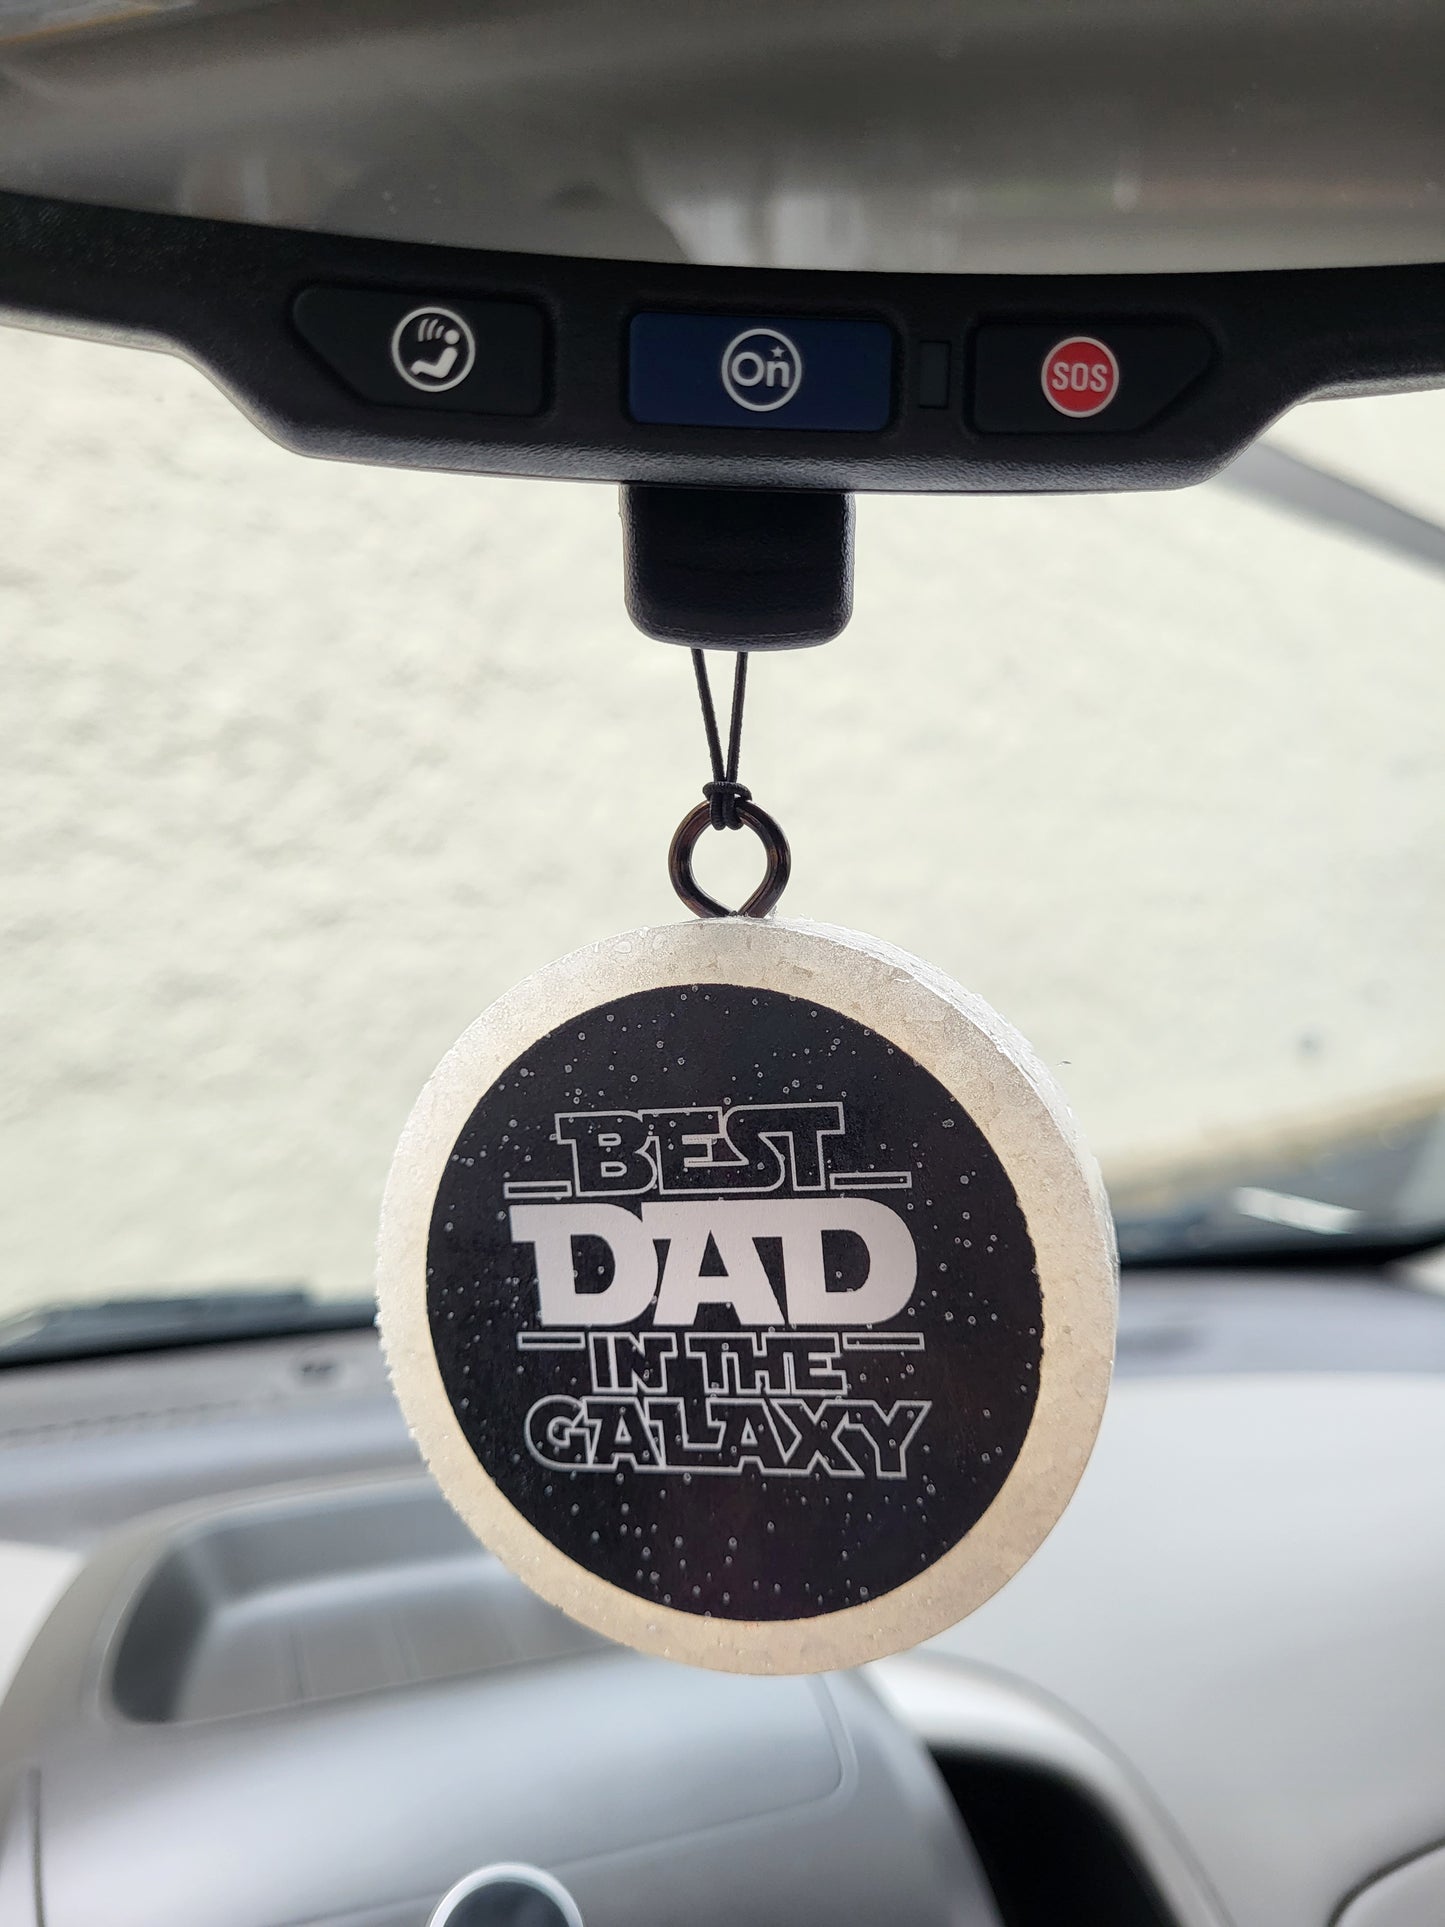 On
SOS
BEST
DAD
IN THE
GALAXY